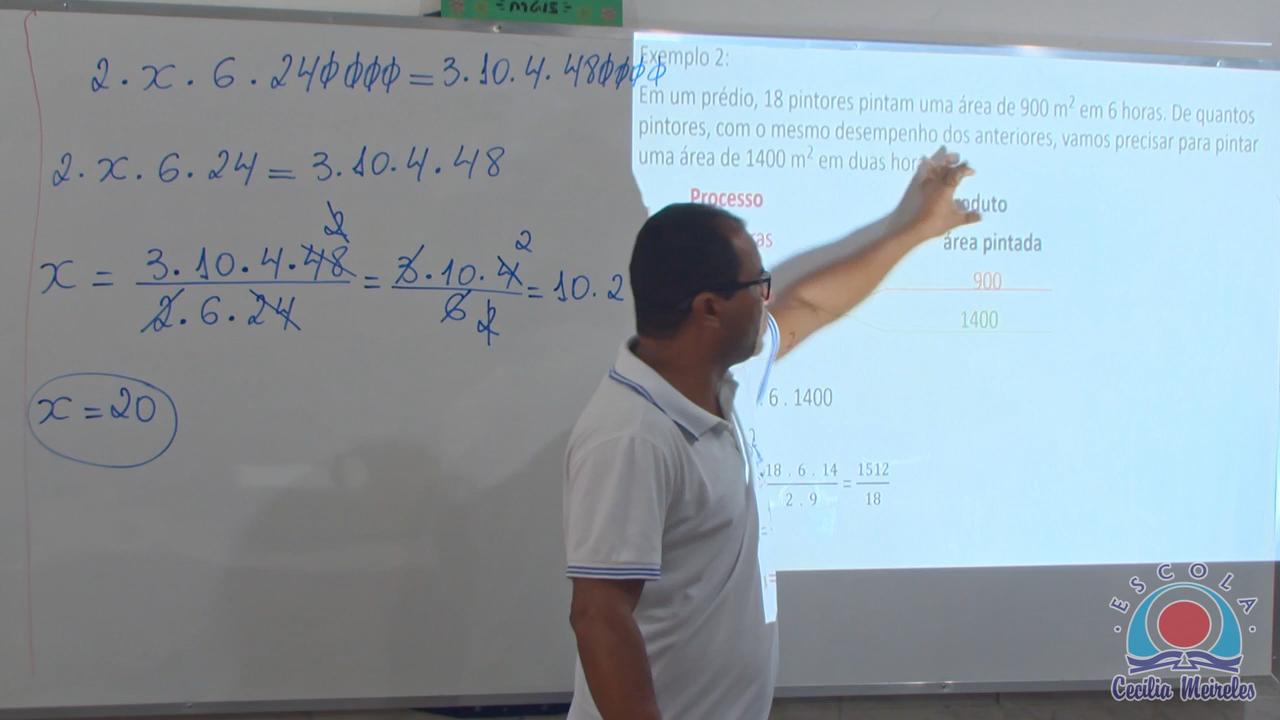 MAIS
2 . x . 6 . 240000 = 3 . 10 . 4 . 480000
2 . x . 6 . 24 = 3 . 10 . 4 . 48
x = 3 . 10 . 4 . 48 2 / 2 . 6 . 24 = 3 . 10 . 4 2 / 6 2 = 10 . 2
x = 20
Exemplo 2:
Em um prédio, 18 pintores pintam uma área de 900 m² em 6 horas. De quantos
pintores, com o mesmo desempenho dos anteriores, vamos precisar para pintar
uma área de 1400 m² em duas
Processo
área pintada
900
1400
. 6 . 1400
2
18 . 6 . 14 / 2 . 9 = 1512 / 18
=
=
ESCOLA
Cecília Meireles